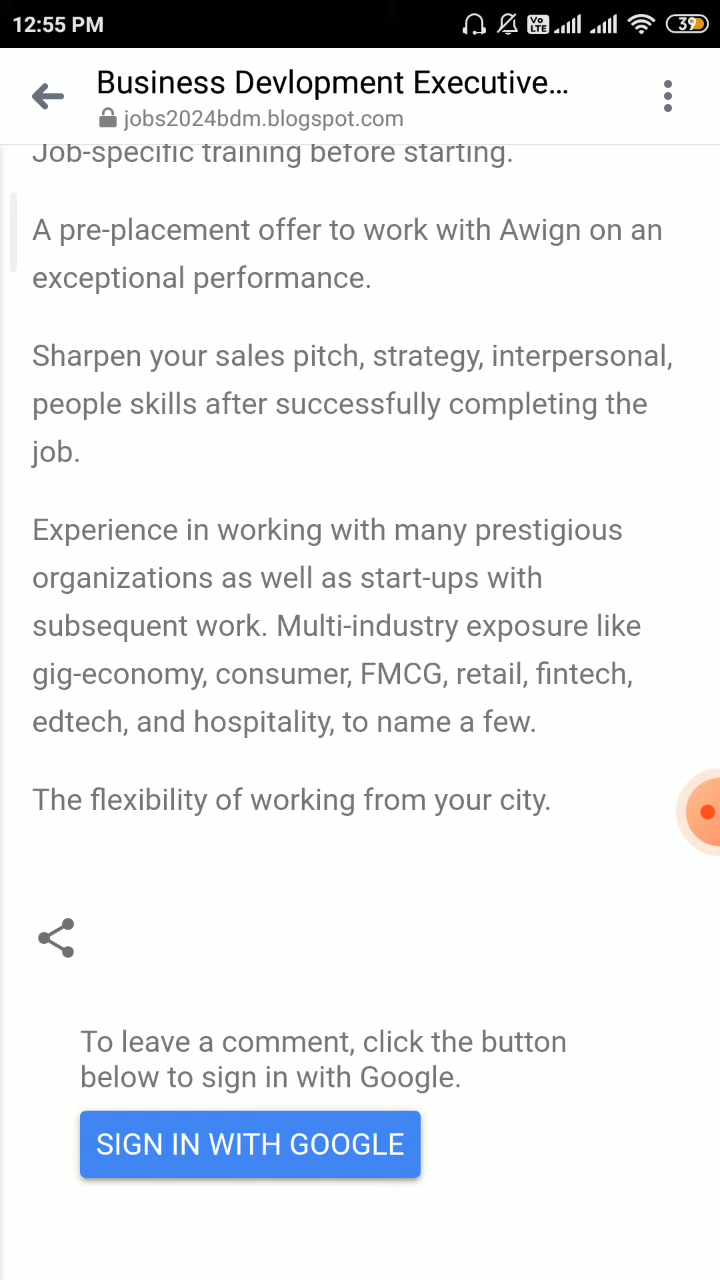 12:55 PM
Vo LTE
39
Business Devlopment Executive...
jobs2024bdm.blogspot.com
Job-specific training before starting.
A pre-placement offer to work with Awign on an
exceptional performance.
Sharpen your sales pitch, strategy, interpersonal,
people skills after successfully completing the
job.
Experience in working with many prestigious
organizations as well as start-ups with
subsequent work. Multi-industry exposure like
gig-economy, consumer, FMCG, retail, fintech,
edtech, and hospitality, to name a few.
The flexibility of working from your city.
To leave a comment, click the button
below to sign in with Google.
SIGN IN WITH GOOGLE